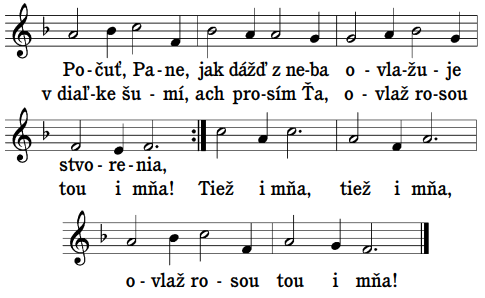 Po - čuť, Pa - ne, jak dážď z ne - ba o - vla - žu - je
v diaľ - ke šu - mí, ach pro - sím Ťa, o - vlaž ro - sou
stvo - re - nia,
tou i mňa! Tiež i mňa, tiež i mňa,
o - vlaž ro - sou tou i mňa!